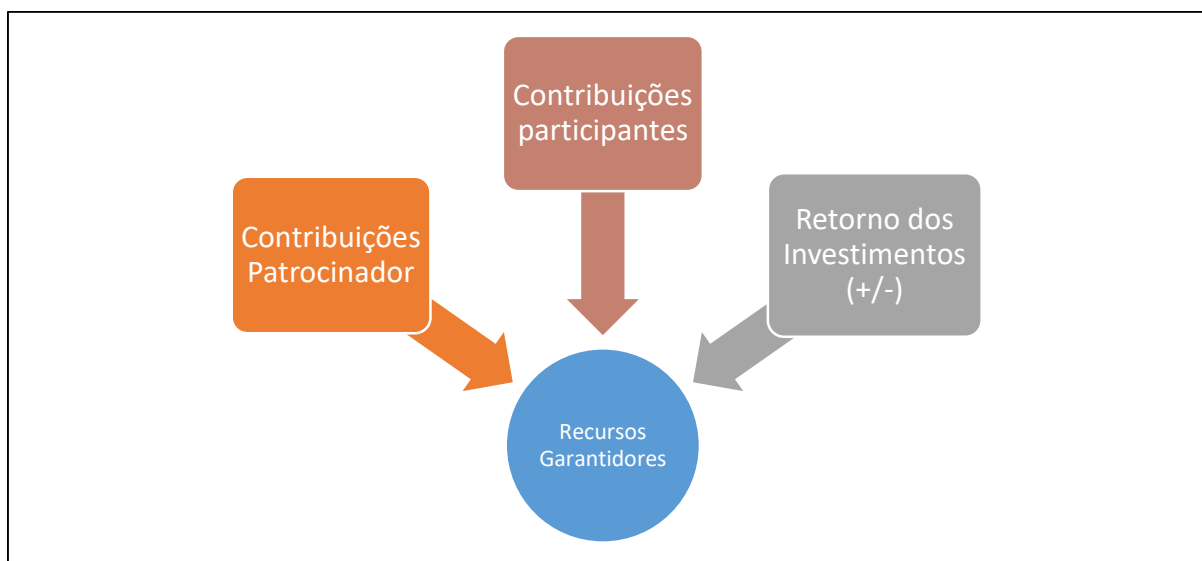 Contribuições
participantes
Contribuições
Patrocinador
Retorno dos
Investimentos
(+/-)
Recursos
Garantidores